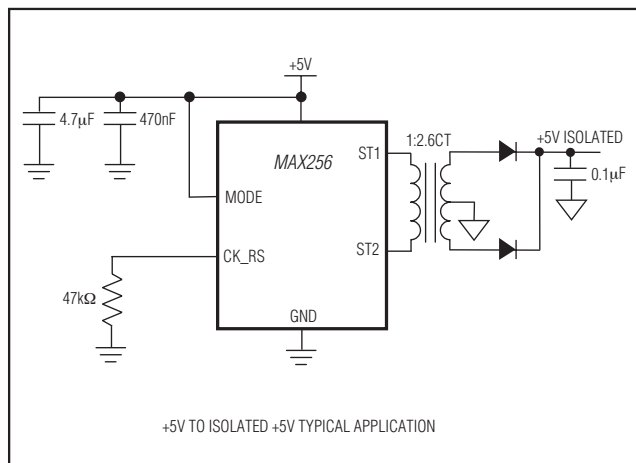 +5V
4.7µF
470nF
1:2.6CT
+5V ISOLATED
ST1
MAX256
0.1µF
MODE
ST2
CK_RS
47kΩ
GND
+5V TO ISOLATED +5V TYPICAL APPLICATION